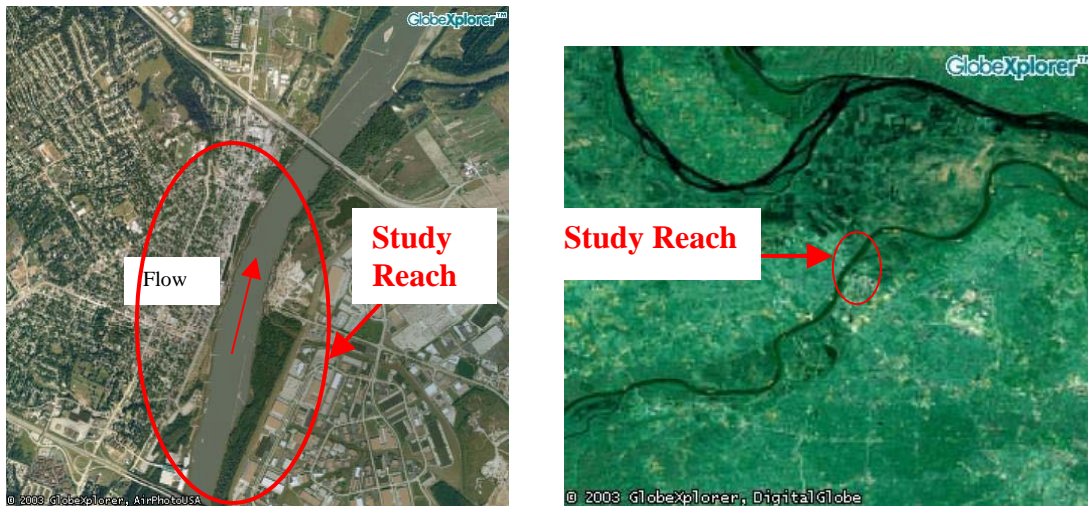 GlobeXplorer™
Flow
Study
Reach
© 2003 GlobeXplorer, AirPhotoUSA
GlobeXplorer™
Study Reach
© 2003 GlobeXplorer, DigitalGlobe